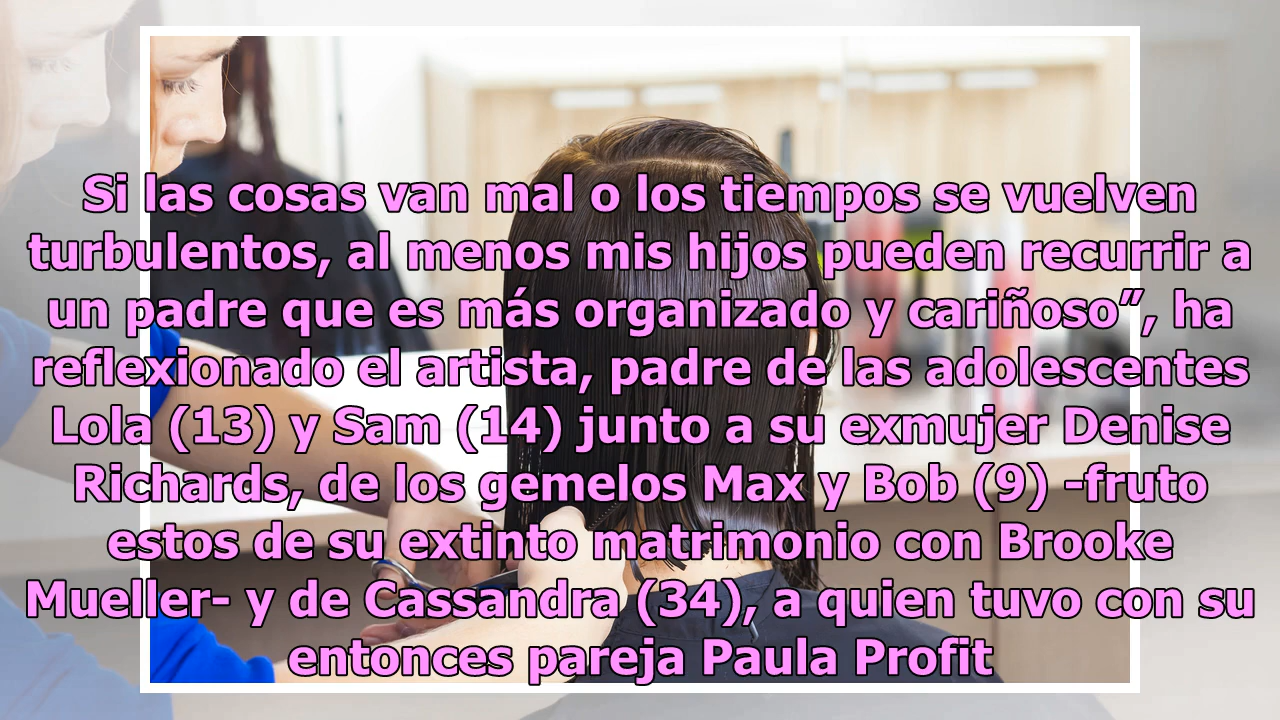 Si las cosas van mal o los tiempos se vuelven
turbulentos, al menos mis hijos pueden recurrir a
un padre que es más organizado y cariñoso”, ha
reflexionado el artista, padre de las adolescentes
Lola (13) y Sam (14) junto a su exmujer Denise
Richards, de los gemelos Max y Bob (9) -fruto
estos de su extinto matrimonio con Brooke
Mueller- y de Cassandra (34), a quien tuvo con su
entonces pareja Paula Profit